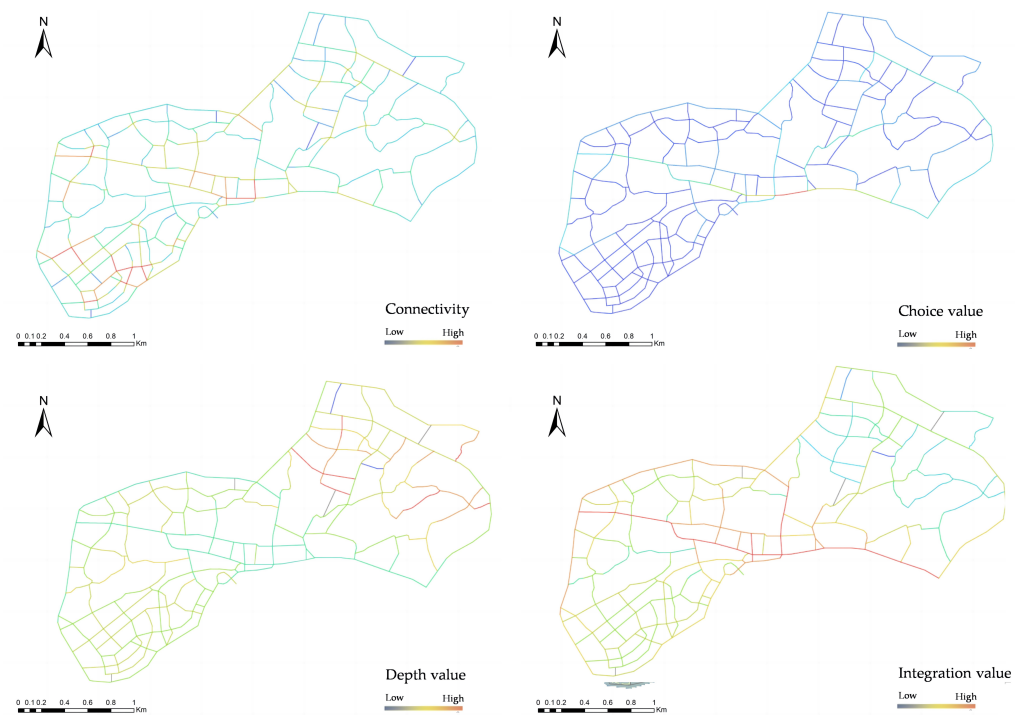 N
Connectivity
Low High
0 0.1 0.2 0.4 0.6 0.8 1
Km
N
Choice value
Low High
0 0.1 0.2 0.4 0.6 0.8 1
Km
N
Depth value
Low High
0 0.1 0.2 0.4 0.6 0.8 1
Km
N
Integration value
Low High
0 0.1 0.2 0.4 0.6 0.8 1
Km